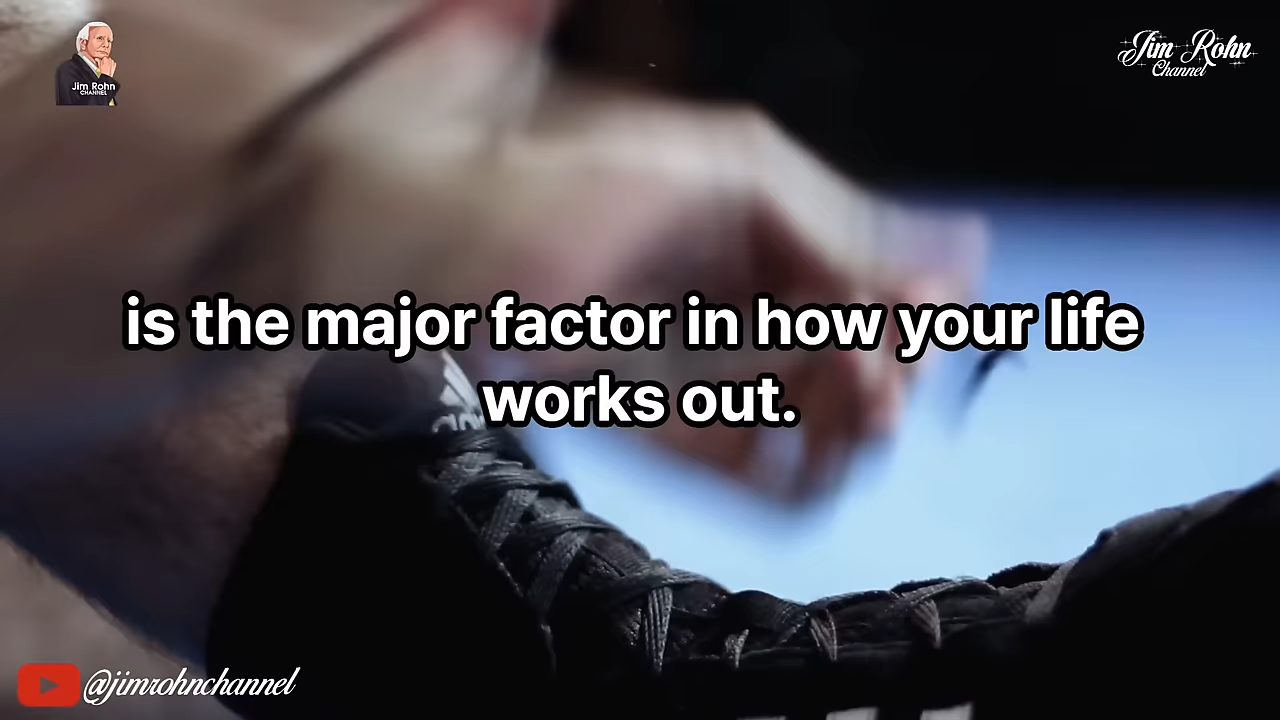 Jim Rohn
CHANNEL
Jim Rohn
Channel
is the major factor in how your life
works out.
@jimrohnchannel